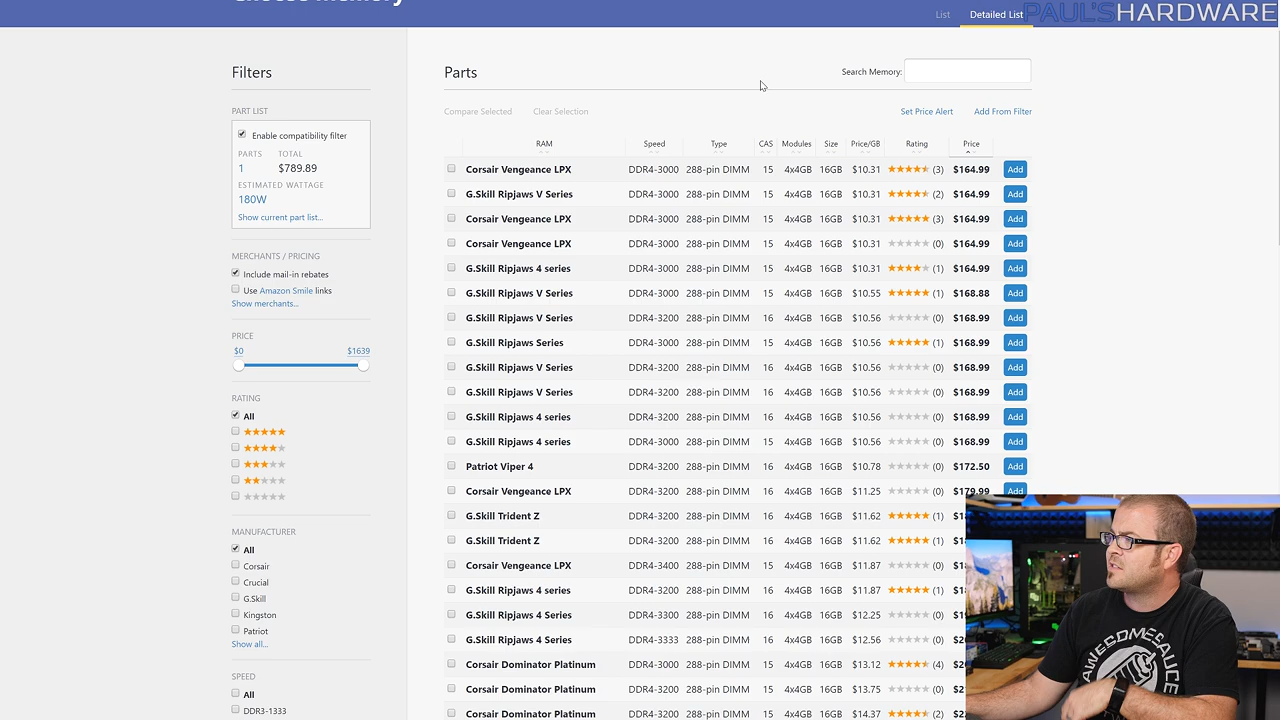 List
Detailed List
PAUL'SHARDWARE
Filters
PART LIST
Enable compatibility filter
PARTS TOTAL
1 $789.89
ESTIMATED WATTAGE
180W
Show current part list...
MERCHANTS / PRICING
Include mail-in rebates
Use Amazon Smile links
Show merchants...
PRICE
$0 $1639
RATING
All
MANUFACTURER
All
Corsair
Crucial
G.Skill
Kingston
Patriot
Show all...
SPEED
All
DDR3-1333
Parts
Search Memory:
Compare Selected Clear Selection Set Price Alert Add From Filter
RAM Speed Type CAS Modules Size Price/GB Rating Price
Corsair Vengeance LPX DDR4-3000 288-pin DIMM 15 4x4GB 16GB $10.31 (3) $164.99 Add
G.Skill Ripjaws V Series DDR4-3000 288-pin DIMM 15 4x4GB 16GB $10.31 (2) $164.99 Add
Corsair Vengeance LPX DDR4-3000 288-pin DIMM 15 4x4GB 16GB $10.31 (3) $164.99 Add
Corsair Vengeance LPX DDR4-3000 288-pin DIMM 15 4x4GB 16GB $10.31 (0) $164.99 Add
G.Skill Ripjaws 4 series DDR4-3000 288-pin DIMM 15 4x4GB 16GB $10.31 (1) $164.99 Add
G.Skill Ripjaws V Series DDR4-3000 288-pin DIMM 15 4x4GB 16GB $10.55 (1) $168.88 Add
G.Skill Ripjaws V Series DDR4-3200 288-pin DIMM 16 4x4GB 16GB $10.56 (0) $168.99 Add
G.Skill Ripjaws Series DDR4-3000 288-pin DIMM 15 4x4GB 16GB $10.56 (1) $168.99 Add
G.Skill Ripjaws V Series DDR4-3200 288-pin DIMM 16 4x4GB 16GB $10.56 (0) $168.99 Add
G.Skill Ripjaws V Series DDR4-3200 288-pin DIMM 16 4x4GB 16GB $10.56 (0) $168.99 Add
G.Skill Ripjaws 4 series DDR4-3200 288-pin DIMM 16 4x4GB 16GB $10.56 (0) $168.99 Add
G.Skill Ripjaws 4 series DDR4-3000 288-pin DIMM 15 4x4GB 16GB $10.56 (0) $168.99 Add
Patriot Viper 4 DDR4-3200 288-pin DIMM 16 4x4GB 16GB $10.78 (0) $172.50 Add
Corsair Vengeance LPX DDR4-3200 288-pin DIMM 16 4x4GB 16GB $11.25 (0) $179.99 Add
G.Skill Trident Z DDR4-3200 288-pin DIMM 16 4x4GB 16GB $11.62 (1)
G.Skill Trident Z DDR4-3200 288-pin DIMM 16 4x4GB 16GB $11.62 (1)
Corsair Vengeance LPX DDR4-3400 288-pin DIMM 16 4x4GB 16GB $11.87 (0)
G.Skill Ripjaws 4 series DDR4-3200 288-pin DIMM 16 4x4GB 16GB $11.87 (1)
G.Skill Ripjaws 4 Series DDR4-3300 288-pin DIMM 16 4x4GB 16GB $12.25 (0)
G.Skill Ripjaws 4 Series DDR4-3333 288-pin DIMM 16 4x4GB 16GB $12.56 (0)
Corsair Dominator Platinum DDR4-3000 288-pin DIMM 15 4x4GB 16GB $13.12 (4)
Corsair Dominator Platinum DDR4-3200 288-pin DIMM 16 4x4GB 16GB $13.75 (0)
Corsair Dominator Platinum DDR4-3000 288-pin DIMM 15 4x4GB 16GB $14.37 (2)
AWESOMESAUCE